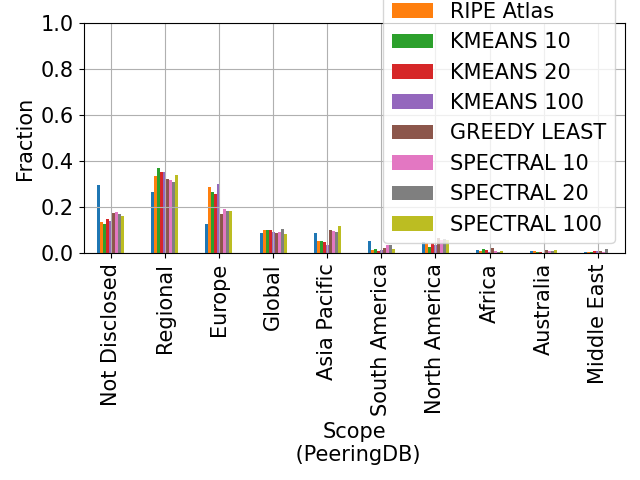 RIPE Atlas
KMEANS 10
KMEANS 20
KMEANS 100
GREEDY LEAST
SPECTRAL 10
SPECTRAL 20
SPECTRAL 100
Fraction
1.0
0.8
0.6
0.4
0.2
0.0
Not Disclosed
Regional
Europe
Global
Asia Pacific
South America
North America
Africa
Australia
Middle East
Scope
(PeeringDB)